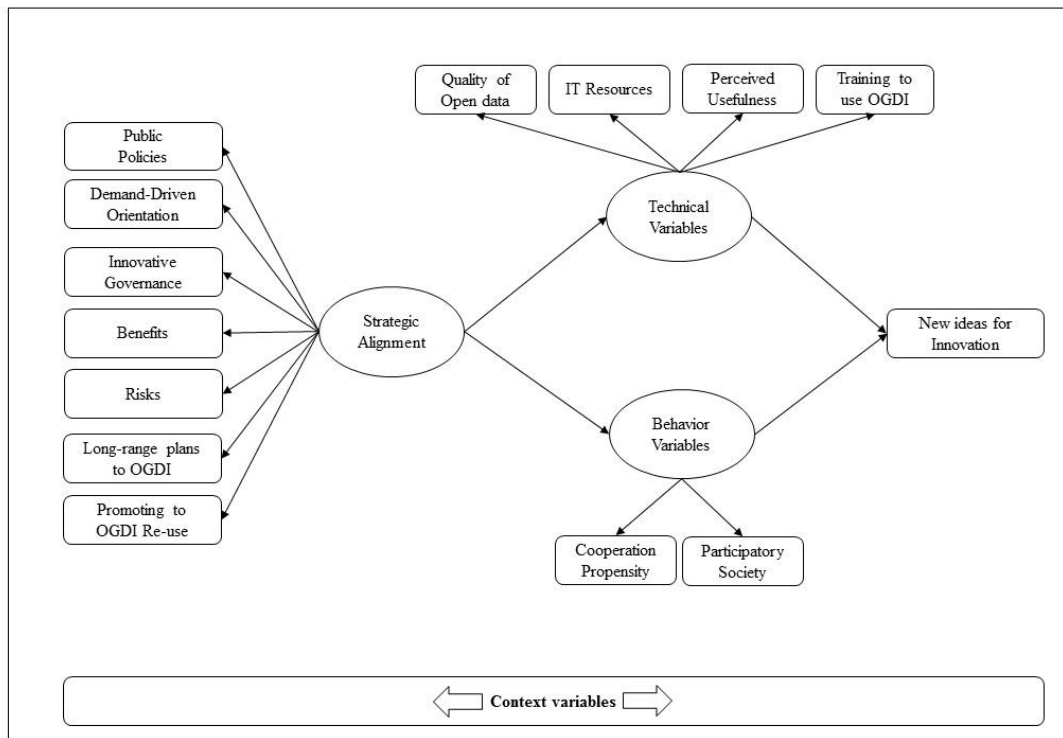 Quality of
Open data
IT Resources
Perceived
Usefulness
Training to
use OGDI
Public
Policies
Demand-Driven
Orientation
Innovative
Governance
Benefits
Risks
Long-range plans
to OGDI
Promoting to
OGDI Re-use
Strategic
Alignment
Technical
Variables
Behavior
Variables
New ideas for
Innovation
Cooperation
Propensity
Participatory
Society
Context variables